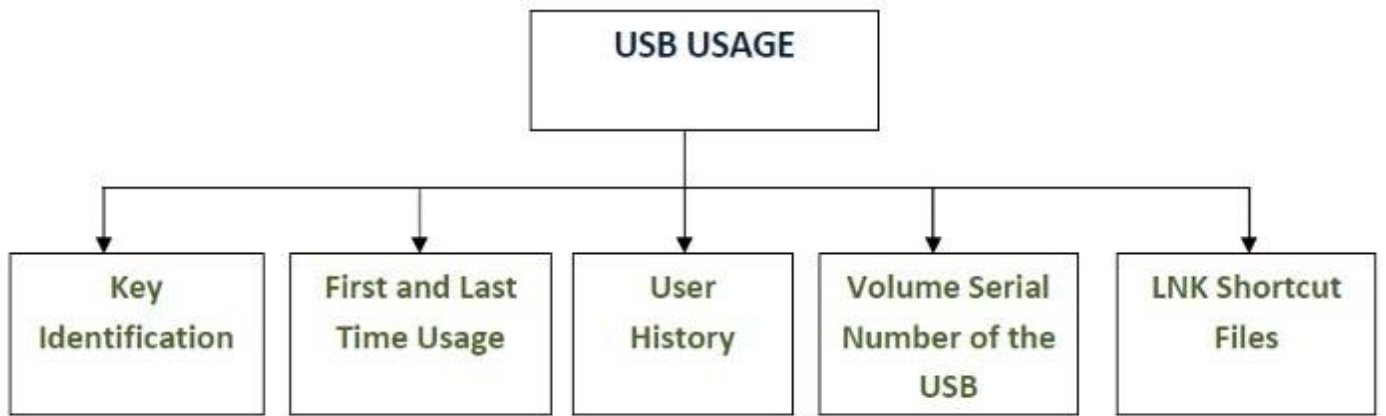 USB USAGE
Key
Identification
First and Last
Time Usage
User
History
Volume Serial
Number of the
USB
LNK Shortcut
Files